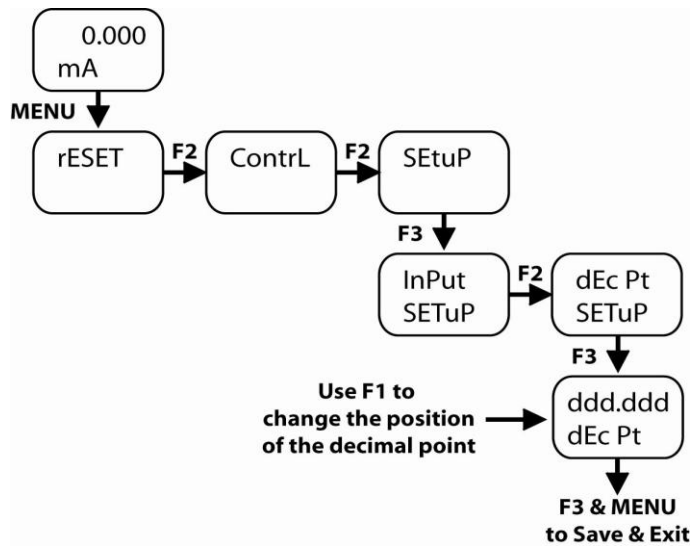 0.000
mA
MENU
rESET
F2
ContrL
F2
SEtuP
F3
InPut
SETuP
F2
dEc Pt
SETuP
F3
Use F1 to
change the position
of the decimal point
ddd.ddd
dEc Pt
F3 & MENU
to Save & Exit